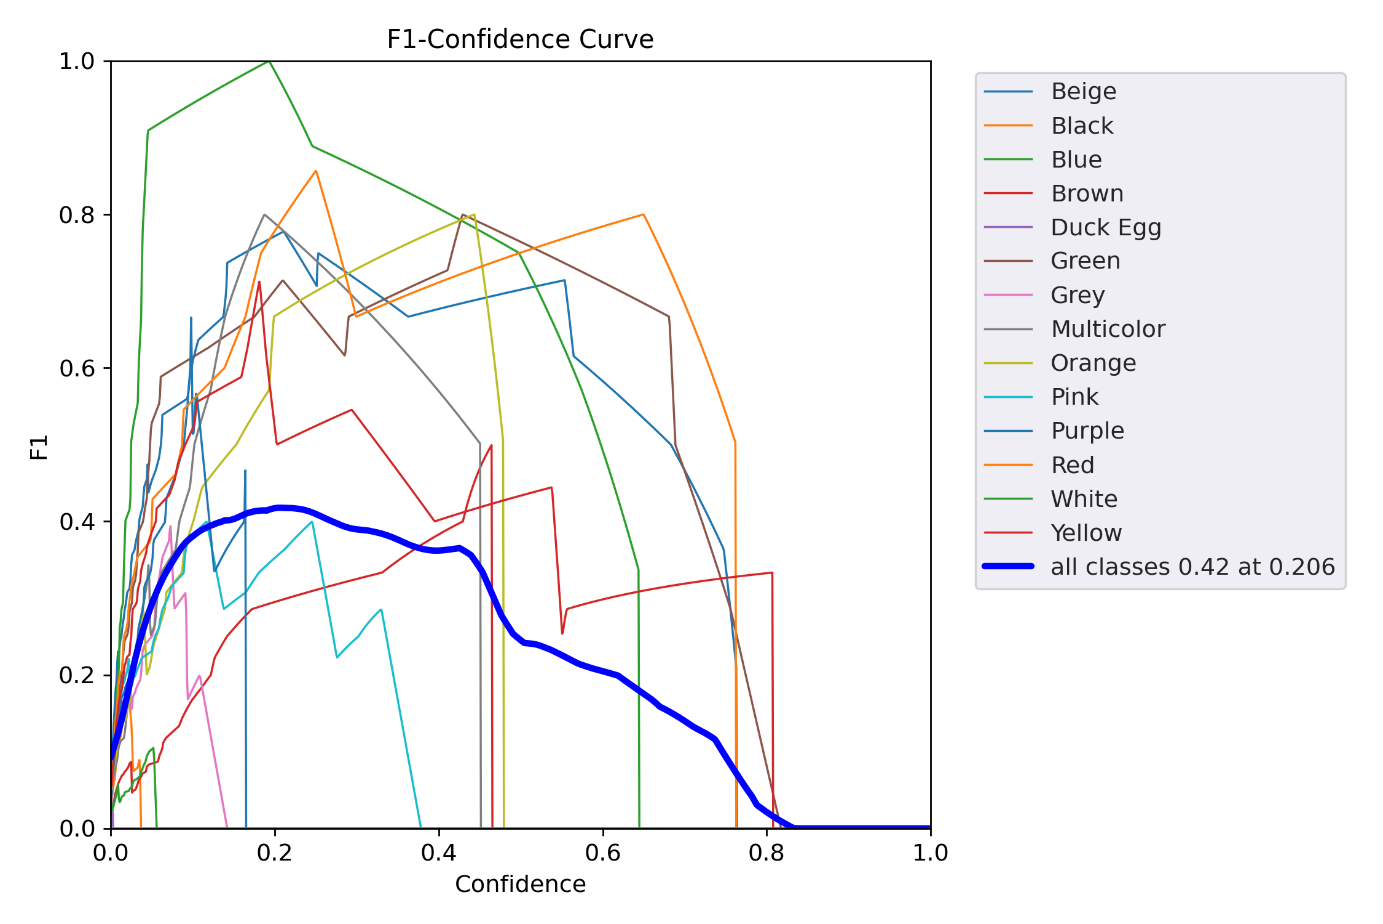 F1-Confidence Curve
1.0
0.8
0.6
0.4
0.2
0.0
F1
0.0 0.2 0.4 0.6 0.8 1.0
Confidence
Beige
Black
Blue
Brown
Duck Egg
Green
Grey
Multicolor
Orange
Pink
Purple
Red
White
Yellow
all classes 0.42 at 0.206